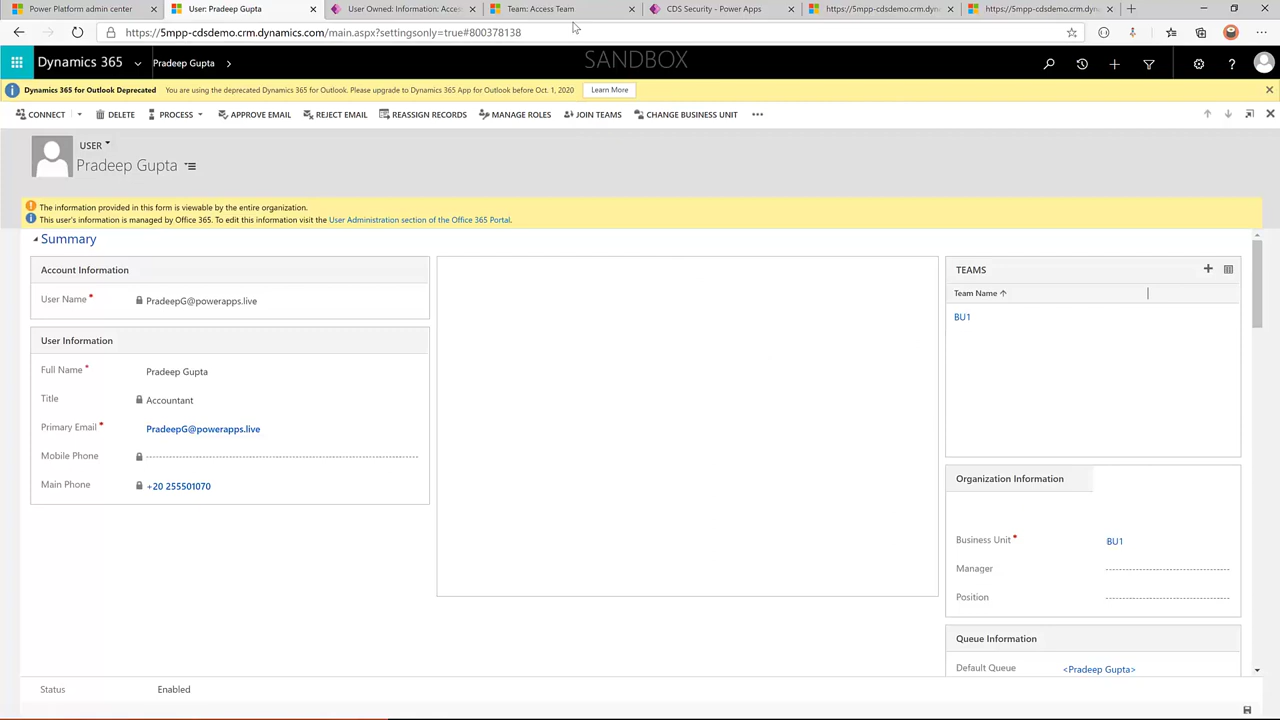 Power Platform admin center
User: Pradeep Gupta
User Owned: Information: Acces
Team: Access Team
CDS Security - Power Apps
https://5mpp-cdsdemo.crm.dyn
https://5mpp-cdsdemo.crm.dyn
https://5mpp-cdsdemo.crm.dynamics.com/main.aspx?settingsonly=true#800378138
Dynamics 365
Pradeep Gupta
SANDBOX
Dynamics 365 for Outlook Deprecated You are using the deprecated Dynamics 365 for Outlook. Please upgrade to Dynamics 365 App for Outlook before Oct. 1, 2020 Learn More
CONNECT DELETE PROCESS APPROVE EMAIL REJECT EMAIL REASSIGN RECORDS MANAGE ROLES JOIN TEAMS CHANGE BUSINESS UNIT
USER
Pradeep Gupta
The information provided in this form is viewable by the entire organization.
This user's information is managed by Office 365. To edit this information visit the User Administration section of the Office 365 Portal.
Summary
Account Information
User Name* PradeepG@powerapps.live
User Information
Full Name* Pradeep Gupta
Title Accountant
Primary Email* PradeepG@powerapps.live
Mobile Phone
Main Phone +20 255501070
TEAMS
Team Name
BU1
Organization Information
Business Unit* BU1
Manager
Position
Queue Information
Default Queue <Pradeep Gupta>
Status Enabled